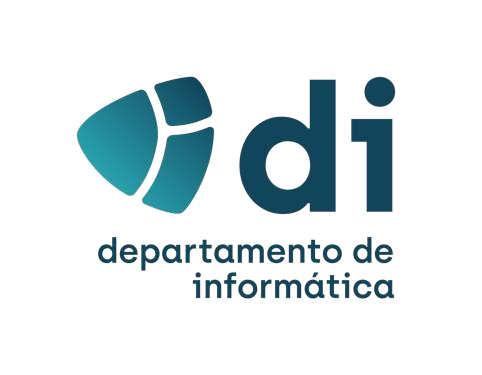 di
departamento de
informática